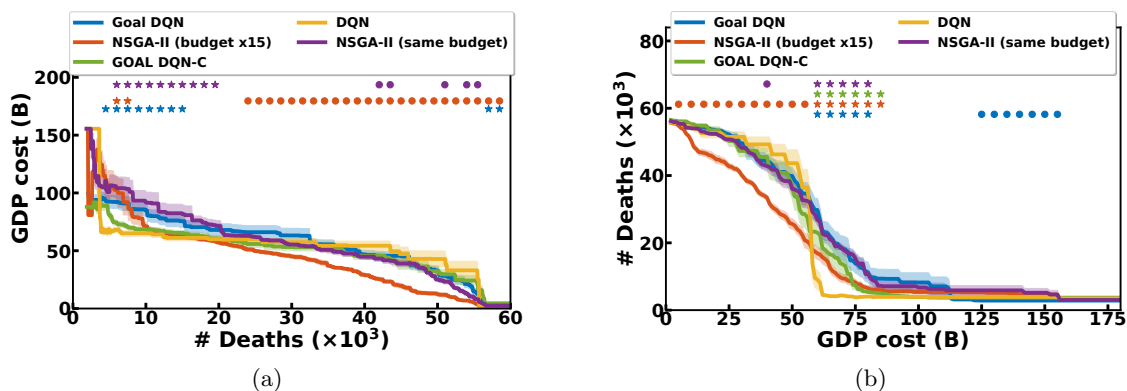 Goal DQN
DQN
NSGA-II (budget x15)
NSGA-II (same budget)
GOAL DQN-C
GDP cost (B)
200
150
100
50
0
0 10 20 30 40 50 60
# Deaths (×10³)
(a)
Goal DQN
DQN
NSGA-II (budget x15)
NSGA-II (same budget)
GOAL DQN-C
# Deaths (×10³)
80
60
40
20
0
0 25 50 75 100 125 150 175
GDP cost (B)
(b)